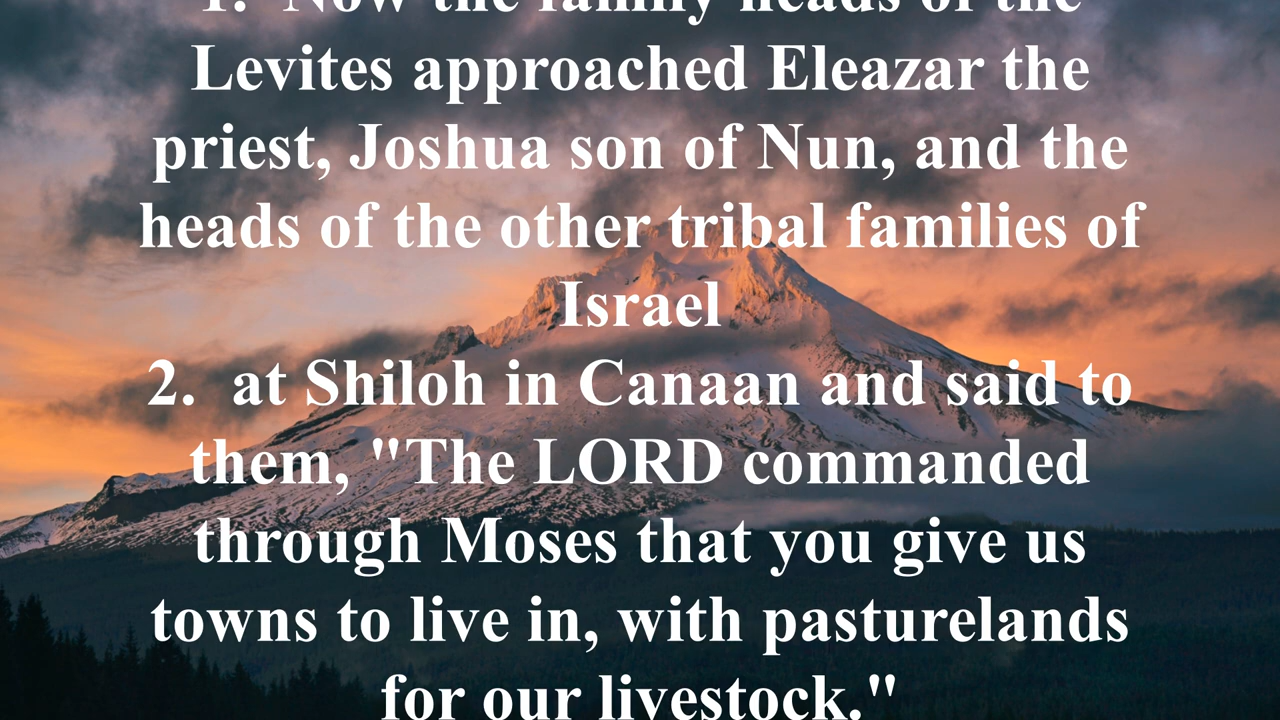 1.  Now the family heads of the
Levites approached Eleazar the
priest, Joshua son of Nun, and the
heads of the other tribal families of
Israel
2.  at Shiloh in Canaan and said to
them, "The LORD commanded
through Moses that you give us
towns to live in, with pasturelands
for our livestock."